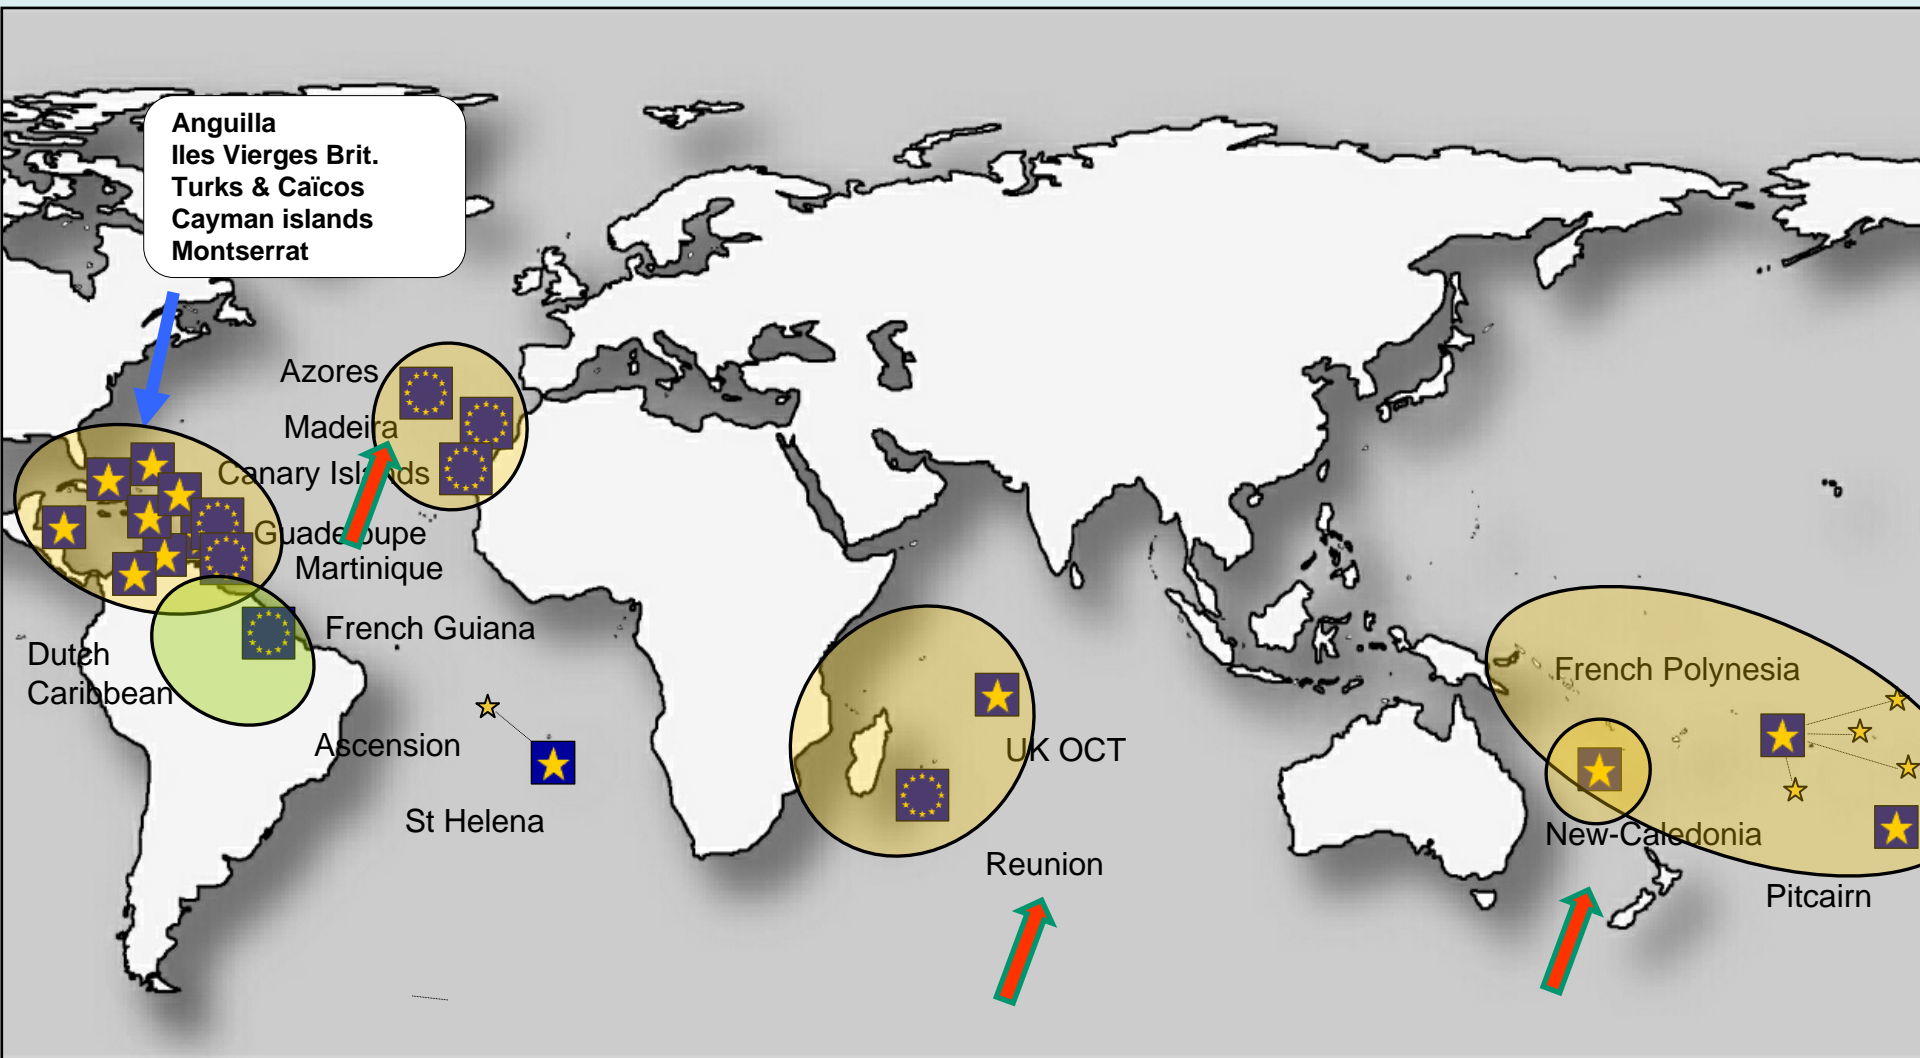 Anguilla
Iles Vierges Brit.
Turks & Caïcos
Cayman islands
Montserrat
Azores
Madeira
Canary Islands
Guadeloupe
Martinique
French Guiana
Dutch
Caribbean
Ascension
St Helena
UK OCT
Reunion
French Polynesia
New-Caledonia
Pitcairn